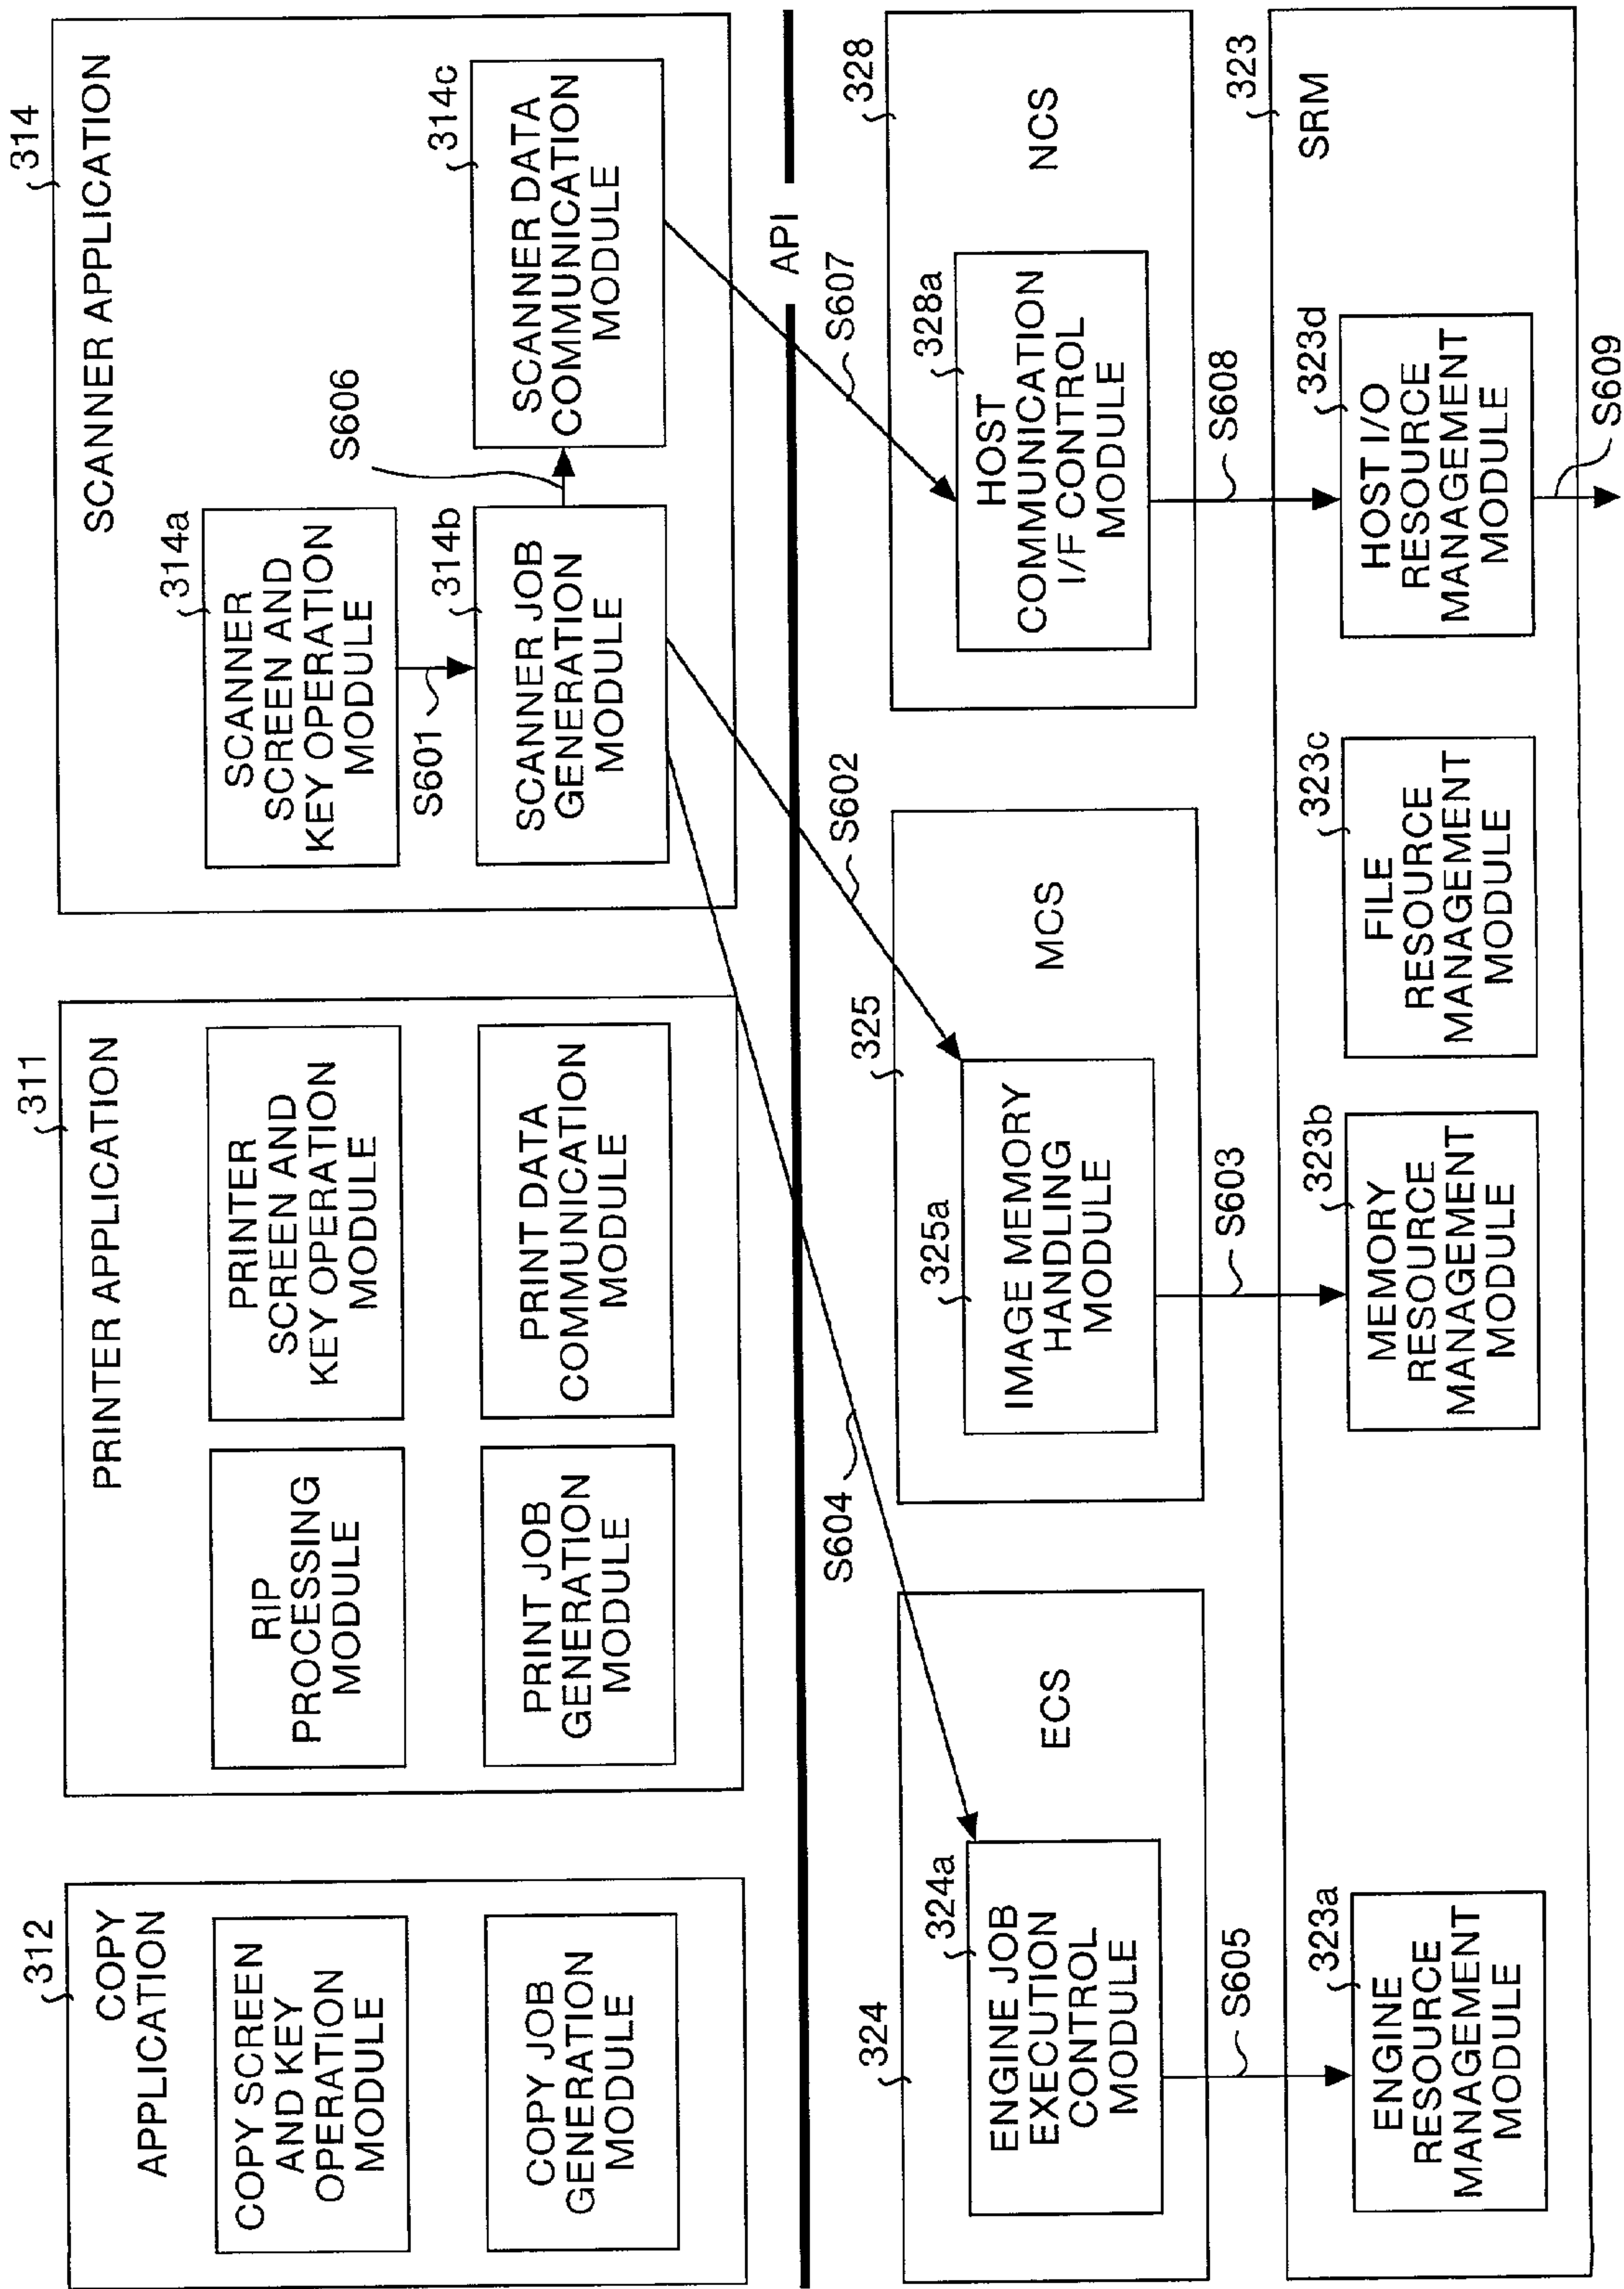 312
COPY
APPLICATION
COPY SCREEN
AND KEY
OPERATION
MODULE
COPY JOB
GENERATION
MODULE
311
PRINTER APPLICATION
RIP
PROCESSING
MODULE
PRINTER
SCREEN AND
KEY OPERATION
MODULE
PRINT JOB
GENERATION
MODULE
PRINT DATA
COMMUNICATION
MODULE
314
SCANNER APPLICATION
314a
SCANNER
SCREEN AND
KEY OPERATION
MODULE
S601
S606
314b
SCANNER JOB
GENERATION
MODULE
314c
SCANNER DATA
COMMUNICATION
MODULE
API
S604
S602
S607
324
ECS
324a
ENGINE JOB
EXECUTION
CONTROL
MODULE
S605
325
MCS
325a
IMAGE MEMORY
HANDLING
MODULE
S603
328
NCS
328a
HOST
COMMUNICATION
I/F CONTROL
MODULE
S608
323
SRM
323a
ENGINE
RESOURCE
MANAGEMENT
MODULE
323b
MEMORY
RESOURCE
MANAGEMENT
MODULE
323c
FILE
RESOURCE
MANAGEMENT
MODULE
323d
HOST I/O
RESOURCE
MANAGEMENT
MODULE
S609